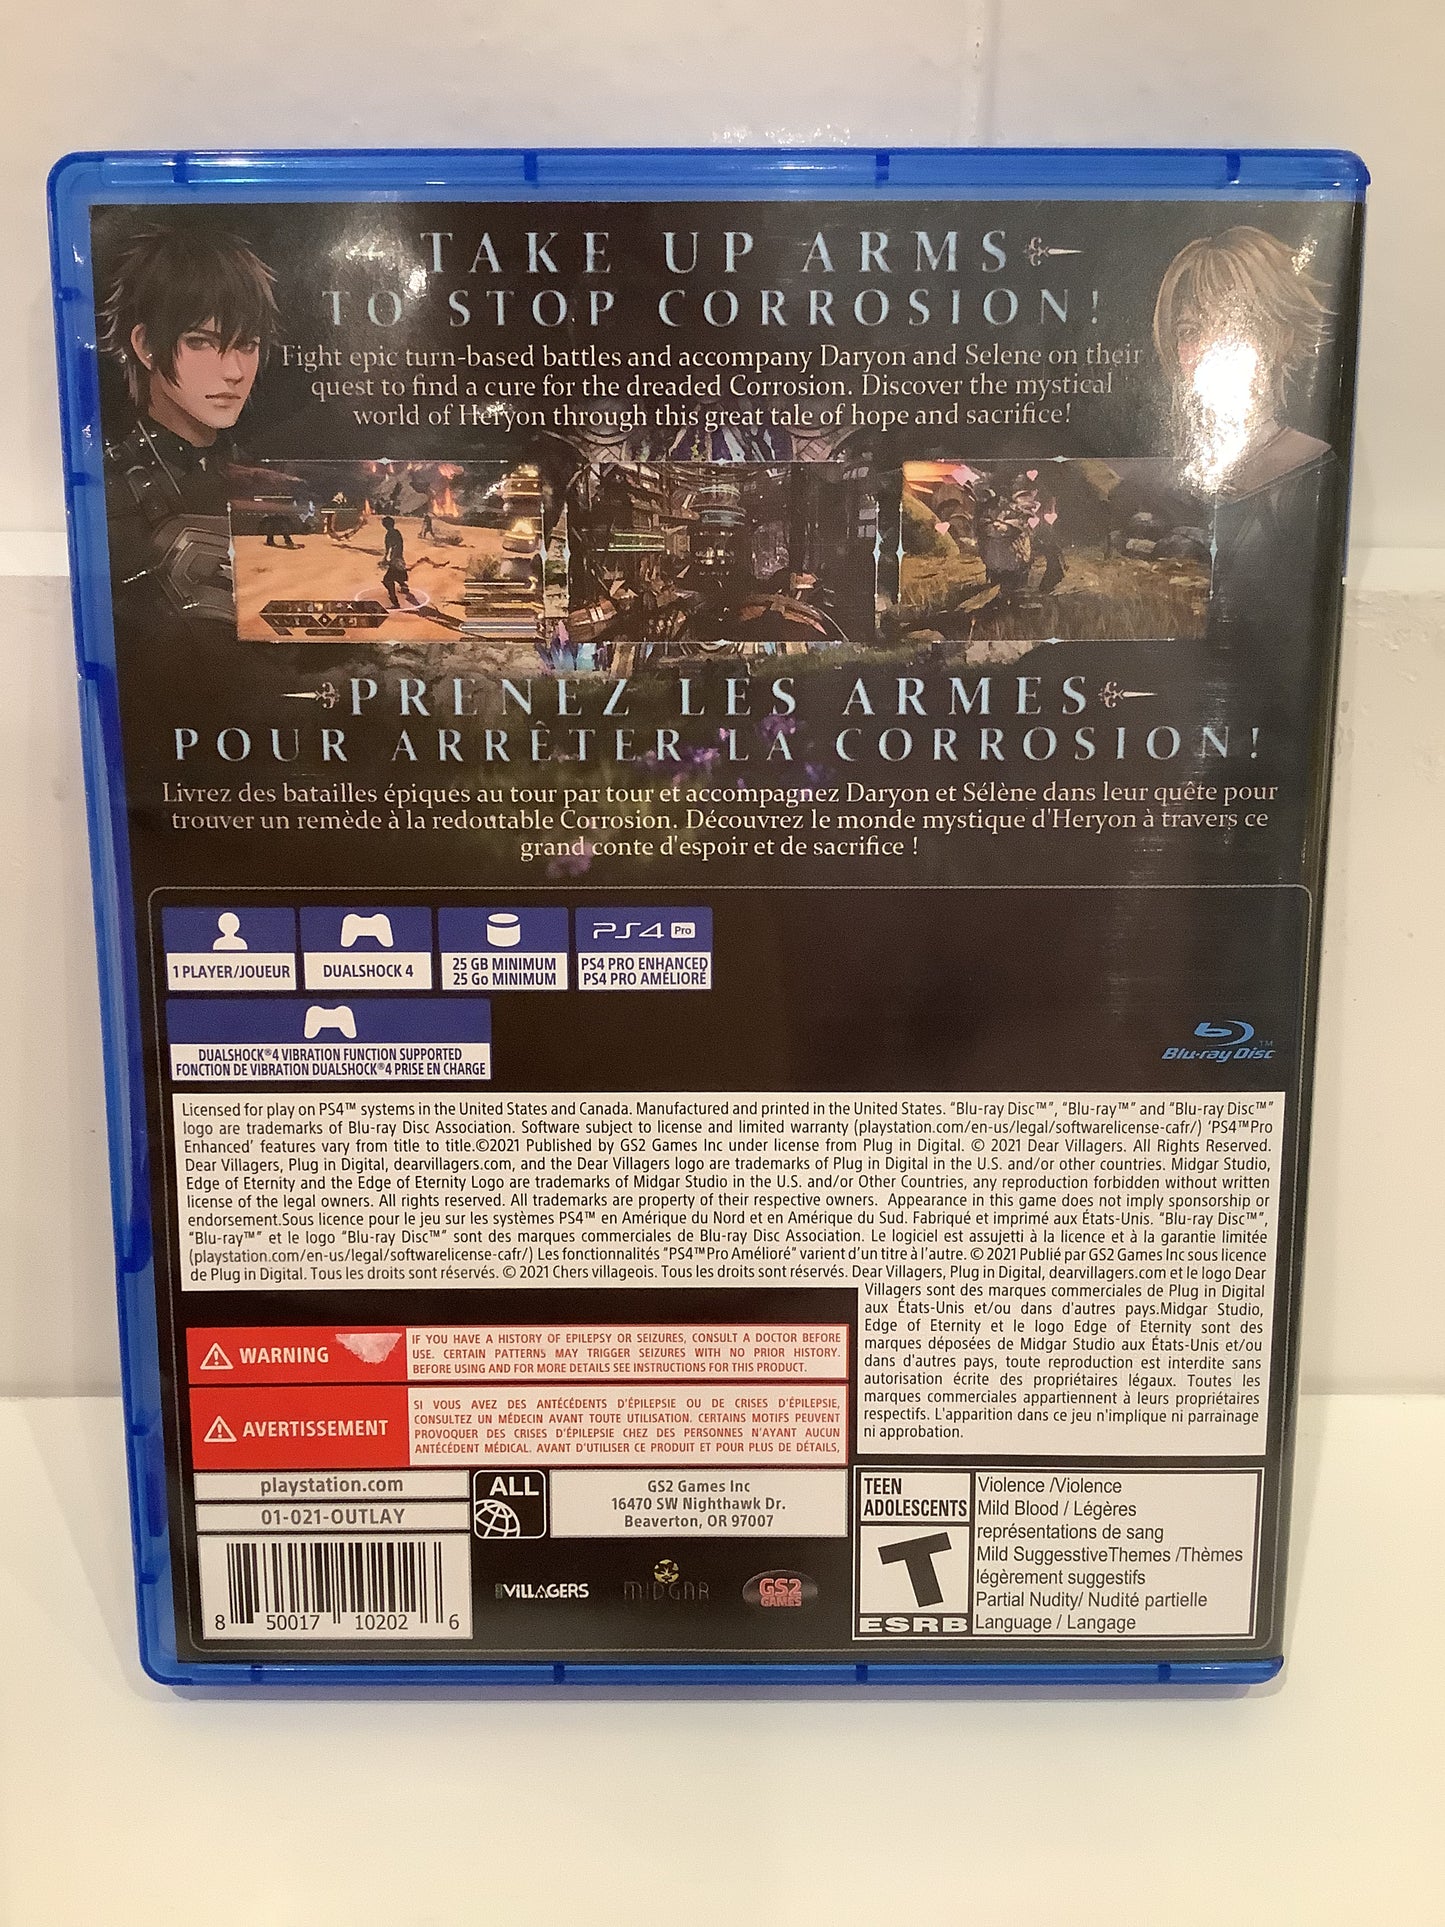 TAKE UP ARMS
TO STOP CORROSION!
Fight epic turn-based battles and accompany Daryon and Selene on their
quest to find a cure for the dreaded Corrosion. Discover the mystical
world of Heryon through this great tale of hope and sacrifice!
PRENEZ LES ARMES
POUR ARRÊTER LA CORROSION!
Livrez des batailles épiques au tour par tour et accompagnez Daryon et Sélène dans leur quête pour
trouver un remède à la redoutable Corrosion. Découvrez le monde mystique d'Heryon à travers ce
grand conte d'espoir et de sacrifice !
1 PLAYER/JOUEUR
DUALSHOCK 4
25 GB MINIMUM
25 Go MINIMUM
PS4 Pro
PS4 PRO ENHANCED
PS4 PRO AMÉLIORÉ
DUALSHOCK®4 VIBRATION FUNCTION SUPPORTED
FONCTION DE VIBRATION DUALSHOCK®4 PRISE EN CHARGE
Blu-ray Disc™
Licensed for play on PS4™ systems in the United States and Canada. Manufactured and printed in the United States. "Blu-ray Disc™", "Blu-ray™" and "Blu-ray Disc™"
logo are trademarks of Blu-ray Disc Association. Software subject to license and limited warranty (playstation.com/en-us/legal/softwarelicense-cafr/) 'PS4™Pro
Enhanced' features vary from title to title.©2021 Published by GS2 Games Inc under license from Plug in Digital. © 2021 Dear Villagers. All Rights Reserved.
Dear Villagers, Plug in Digital, dearvillagers.com, and the Dear Villagers logo are trademarks of Plug in Digital in the U.S. and/or other countries. Midgar Studio,
Edge of Eternity and the Edge of Eternity Logo are trademarks of Midgar Studio in the U.S. and/or Other Countries, any reproduction forbidden without written
license of the legal owners. All rights reserved. All trademarks are property of their respective owners. Appearance in this game does not imply sponsorship or
endorsement.Sous licence pour le jeu sur les systèmes PS4™ en Amérique du Nord et en Amérique du Sud. Fabriqué et imprimé aux États-Unis. "Blu-ray Disc™",
"Blu-ray™" et le logo "Blu-ray Disc™" sont des marques commerciales de Blu-ray Disc Association. Le logiciel est assujetti à la licence et à la garantie limitée
(playstation.com/en-us/legal/softwarelicense-cafr/) Les fonctionnalités "PS4™Pro Amélioré" varient d'un titre à l'autre. © 2021 Publié par GS2 Games Inc sous licence
de Plug in Digital. Tous les droits sont réservés. © 2021 Chers villageois. Tous les droits sont réservés. Dear Villagers, Plug in Digital, dearvillagers.com et le logo Dear
Villagers sont des marques commerciales de Plug in Digital
aux États-Unis et/ou dans d'autres pays.Midgar Studio,
Edge of Eternity et le logo Edge of Eternity sont des
marques déposées de Midgar Studio aux États-Unis et/ou
dans d'autres pays, toute reproduction est interdite sans
autorisation écrite des propriétaires légaux. Toutes les
marques commerciales appartiennent à leurs propriétaires
respectifs. L'apparition dans ce jeu n'implique ni parrainage
ni approbation.
WARNING
IF YOU HAVE A HISTORY OF EPILEPSY OR SEIZURES, CONSULT A DOCTOR BEFORE
USE. CERTAIN PATTERNS MAY TRIGGER SEIZURES WITH NO PRIOR HISTORY.
BEFORE USING AND FOR MORE DETAILS SEE INSTRUCTIONS FOR THIS PRODUCT.
AVERTISSEMENT
SI VOUS AVEZ DES ANTÉCÉDENTS D'ÉPILEPSIE OU DE CRISES D'ÉPILEPSIE,
CONSULTEZ UN MÉDECIN AVANT TOUTE UTILISATION. CERTAINS MOTIFS PEUVENT
PROVOQUER DES CRISES D'ÉPILEPSIE CHEZ DES PERSONNES N'AYANT AUCUN
ANTÉCÉDENT MÉDICAL. AVANT D'UTILISER CE PRODUIT ET POUR PLUS DE DÉTAILS,
playstation.com
01-021-OUTLAY
ALL
GS2 Games Inc
16470 SW Nighthawk Dr.
Beaverton, OR 97007
8 50017 10202 6
VILLAGERS
MIDGAR
GS2
GAMES
TEEN
ADOLESCENTS
T
ESRB
Violence /Violence
Mild Blood / Légères
représentations de sang
Mild SuggesstiveThemes /Thèmes
légèrement suggestifs
Partial Nudity/ Nudité partielle
Language / Langage